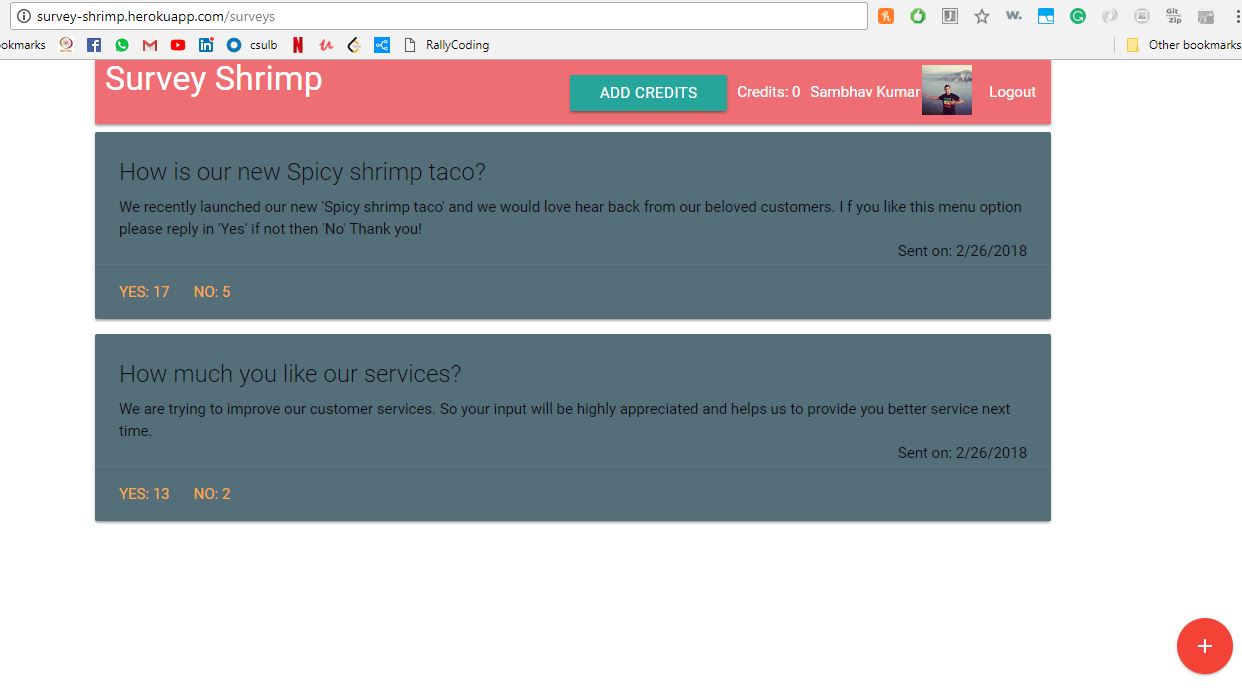 survey-shrimp.herokuapp.com/surveys
W.
Git
Zip
okmarks
csulb
RallyCoding
Other bookmarks
Survey Shrimp
ADD CREDITS
Credits: 0
Sambhav Kumar
Logout
How is our new Spicy shrimp taco?
We recently launched our new 'Spicy shrimp taco' and we would love hear back from our beloved customers. I f you like this menu option
please reply in 'Yes' if not then 'No' Thank you!
Sent on: 2/26/2018
YES: 17 NO: 5
How much you like our services?
We are trying to improve our customer services. So your input will be highly appreciated and helps us to provide you better service next
time.
Sent on: 2/26/2018
YES: 13 NO: 2